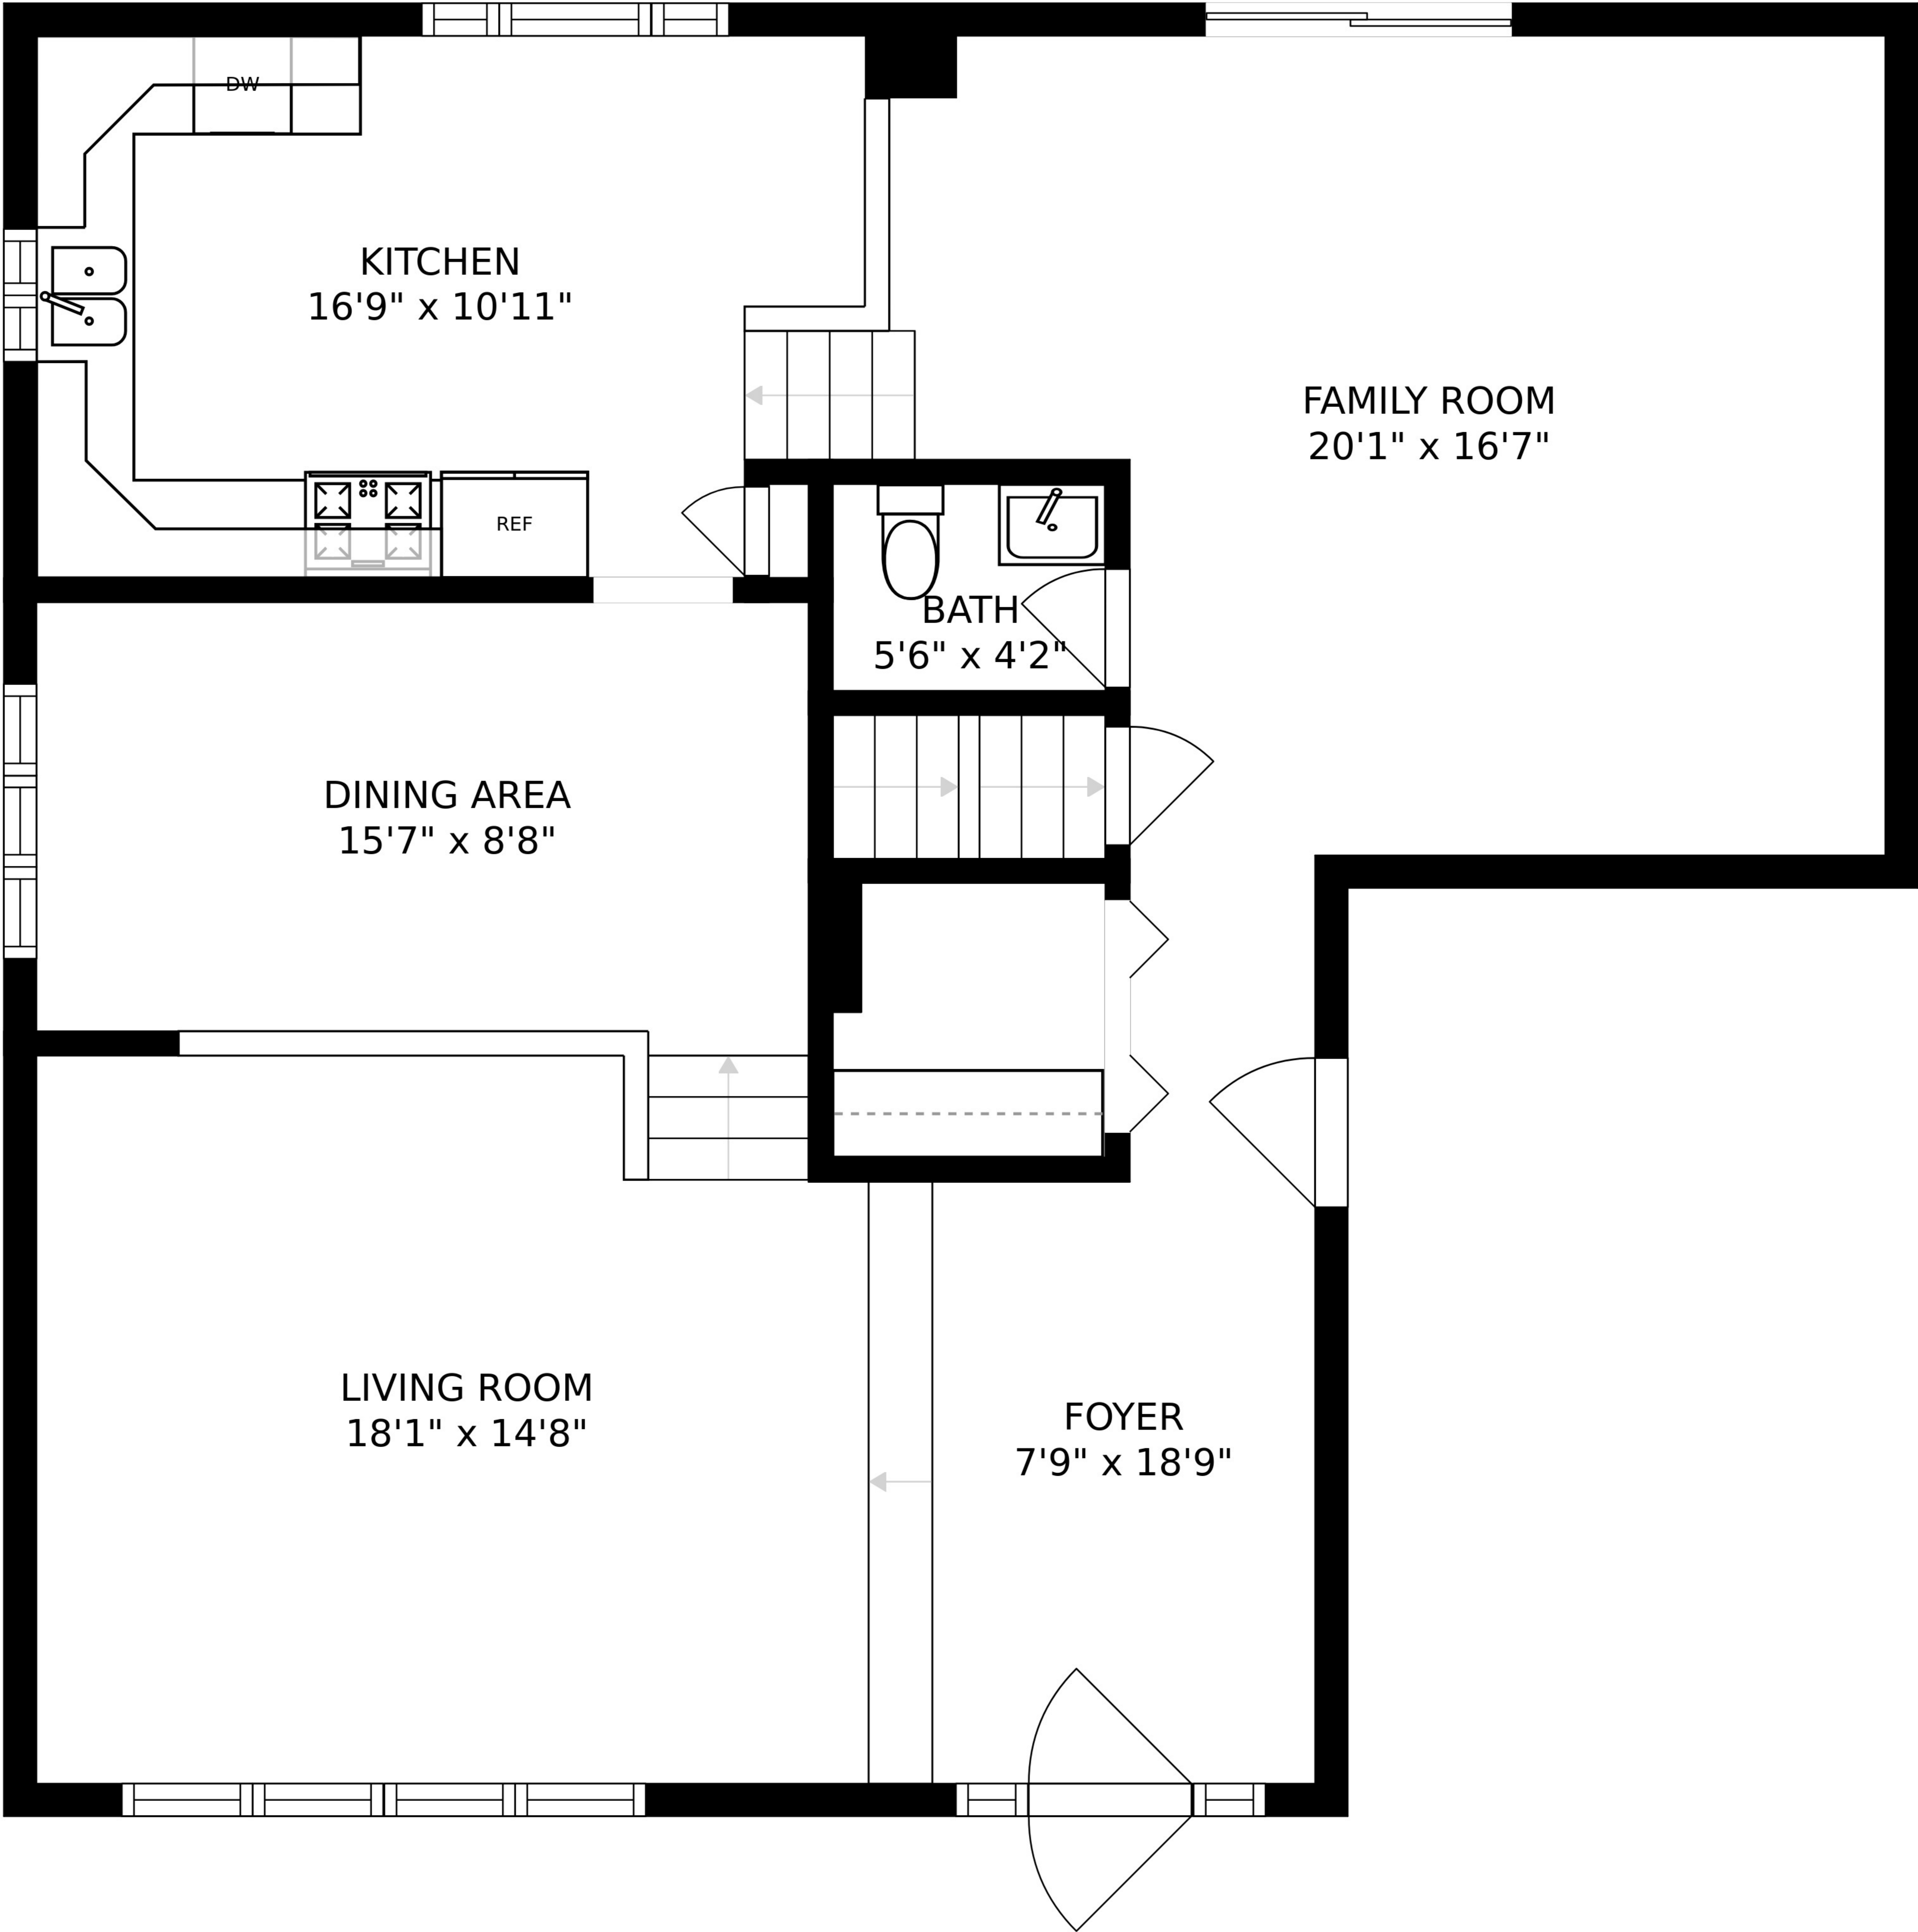 DW
KITCHEN
16'9" x 10'11"
FAMILY ROOM
20'1" x 16'7"
REF
BATH
5'6" x 4'2"
DINING AREA
15'7" x 8'8"
LIVING ROOM
18'1" x 14'8"
FOYER
7'9" x 18'9"